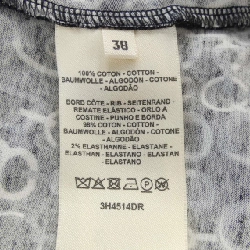 38
100% COTON - COTTON -
BAUMWOLLE - ALGODON - COTONE
- ALGODÃO
BORD CÔTE - RIB - SEITENRAND -
REMATE ELÁSTICO - ORLO A
COSTINE - PUNHO E BORDA
98% COTON - COTTON -
BAUMWOLLE - ALGODON - COTONE
- ALGODÃO
2% ELASTHANNE - ELASTANE -
ELASTHAN - ELASTANO - ELASTAN
- ELASTANO
3H4514DR